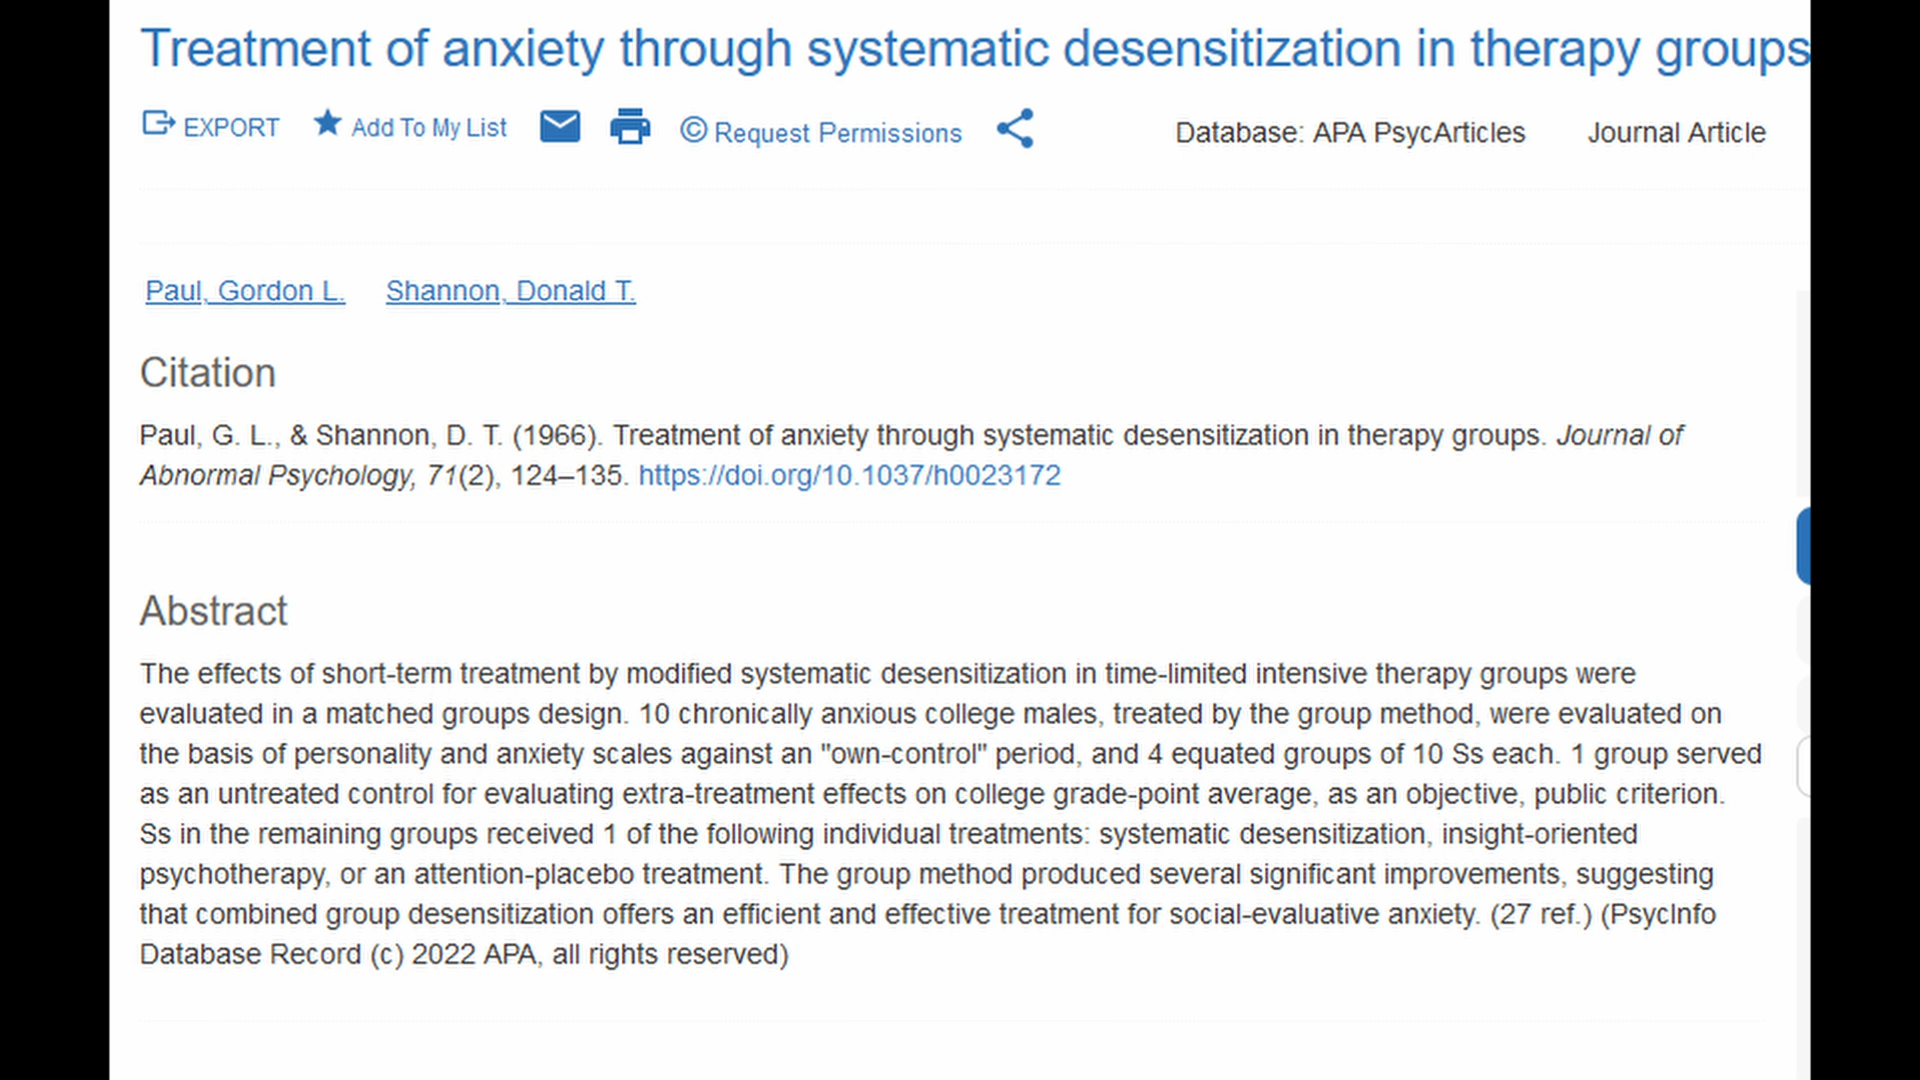 Treatment of anxiety through systematic desensitization in therapy groups
EXPORT Add To My List © Request Permissions Database: APA PsycArticles Journal Article
Paul, Gordon L. Shannon, Donald T.
Citation
Paul, G. L., & Shannon, D. T. (1966). Treatment of anxiety through systematic desensitization in therapy groups. Journal of
Abnormal Psychology, 71(2), 124–135. https://doi.org/10.1037/h0023172
Abstract
The effects of short-term treatment by modified systematic desensitization in time-limited intensive therapy groups were
evaluated in a matched groups design. 10 chronically anxious college males, treated by the group method, were evaluated on
the basis of personality and anxiety scales against an "own-control" period, and 4 equated groups of 10 Ss each. 1 group served
as an untreated control for evaluating extra-treatment effects on college grade-point average, as an objective, public criterion.
Ss in the remaining groups received 1 of the following individual treatments: systematic desensitization, insight-oriented
psychotherapy, or an attention-placebo treatment. The group method produced several significant improvements, suggesting
that combined group desensitization offers an efficient and effective treatment for social-evaluative anxiety. (27 ref.) (PsycInfo
Database Record (c) 2022 APA, all rights reserved)